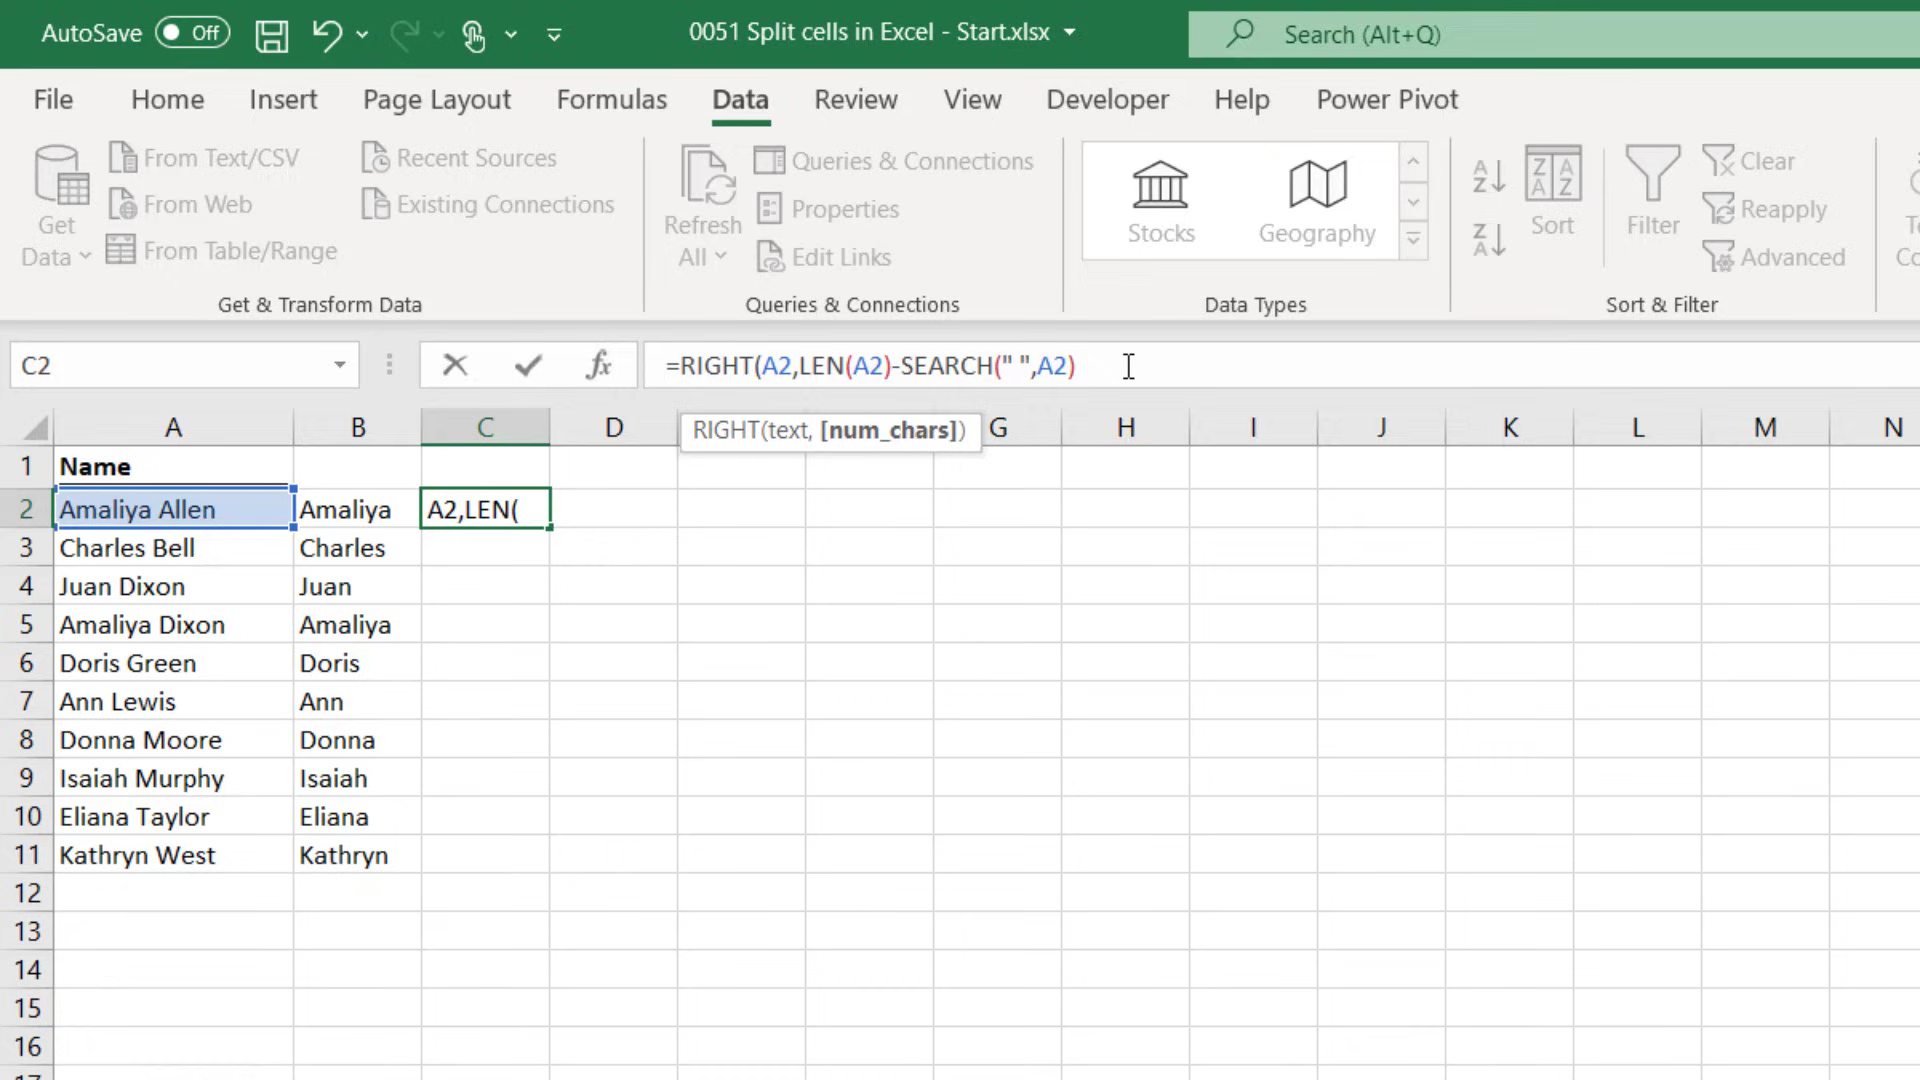 AutoSave Off 0051 Split cells in Excel - Start.xlsx Search (Alt+Q)
File Home Insert Page Layout Formulas Data Review View Developer Help Power Pivot
Get Data
From Text/CSV
From Web
From Table/Range
Recent Sources
Existing Connections
Get & Transform Data
Refresh All
Queries & Connections
Properties
Edit Links
Queries & Connections
Stocks Geography
Data Types
Sort
Filter
Clear
Reapply
Advanced
Sort & Filter
C2 fx =RIGHT(A2,LEN(A2)-SEARCH(" ",A2)
RIGHT(text, [num_chars])
A B C D G H I J K L M N
1 Name
2 Amaliya Allen Amaliya A2,LEN(
3 Charles Bell Charles
4 Juan Dixon Juan
5 Amaliya Dixon Amaliya
6 Doris Green Doris
7 Ann Lewis Ann
8 Donna Moore Donna
9 Isaiah Murphy Isaiah
10 Eliana Taylor Eliana
11 Kathryn West Kathryn
12
13
14
15
16